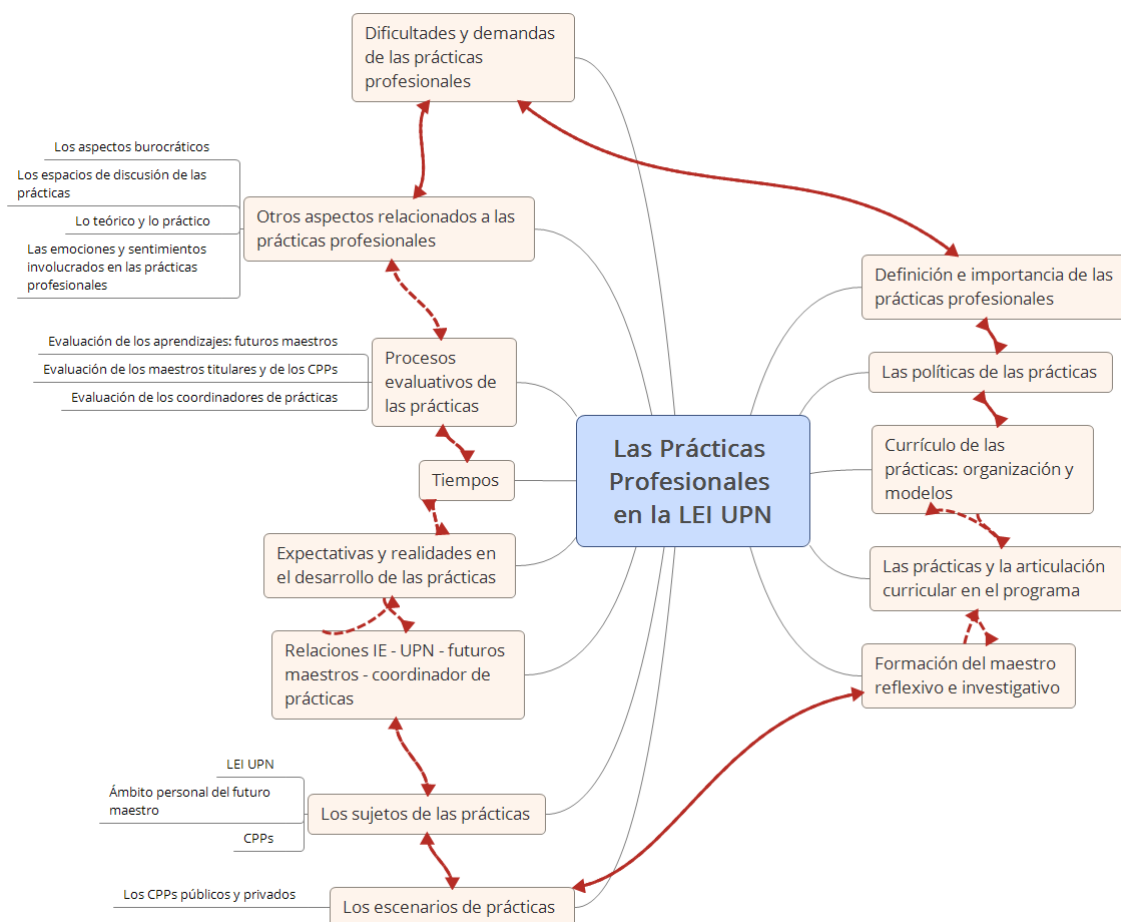 Dificultades y demandas
de las prácticas
profesionales
Los aspectos burocráticos
Los espacios de discusión de las
prácticas
Lo teórico y lo práctico
Las emociones y sentimientos
involucrados en las prácticas
profesionales
Otros aspectos relacionados a las
prácticas profesionales
Evaluación de los aprendizajes: futuros maestros
Evaluación de los maestros titulares y de los CPPs
Evaluación de los coordinadores de prácticas
Procesos
evaluativos de
las prácticas
Tiempos
Expectativas y realidades en
el desarrollo de las prácticas
Relaciones IE - UPN - futuros
maestros - coordinador de
prácticas
LEI UPN
Ámbito personal del futuro
maestro
CPPs
Los sujetos de las prácticas
Los CPPs públicos y privados
Los escenarios de prácticas
Las Prácticas
Profesionales
en la LEI UPN
Definición e importancia de las
prácticas profesionales
Las políticas de las prácticas
Currículo de las
prácticas: organización y
modelos
Las prácticas y la articulación
curricular en el programa
Formación del maestro
reflexivo e investigativo